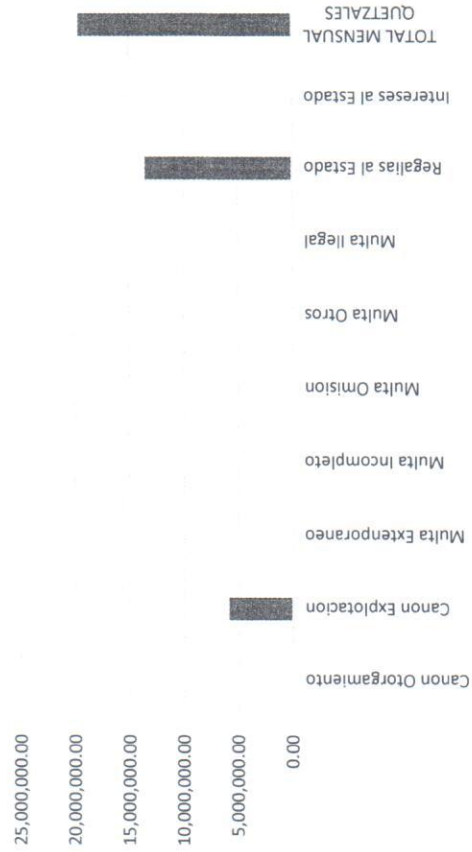 25,000,000.00
20,000,000.00
15,000,000.00
10,000,000.00
5,000,000.00
0.00
Canon Otorgamiento
Canon Explotacion
Multa Extenporaneo
Multa Incompleto
Multa Omision
Multa Otros
Multa Ilegal
Regalias al Estado
Intereses al Estado
TOTAL MENSUAL
QUETZALES